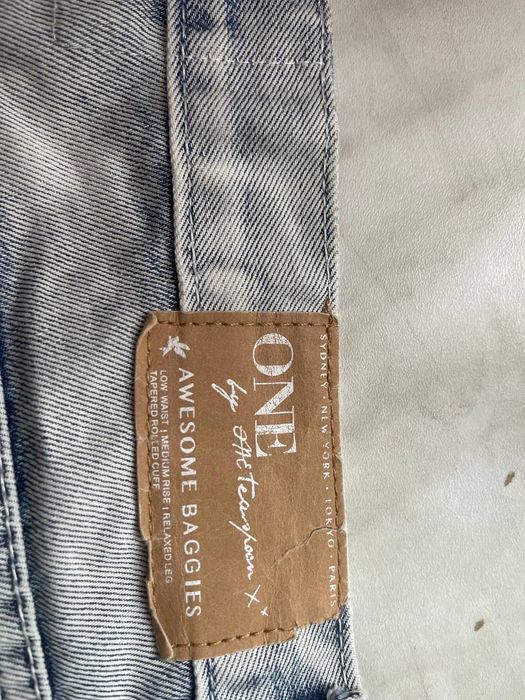 SYDNEY · NEW YORK · TOKYO · PARIS
ONE
by One teaspoon x
AWESOME BAGGIES
LOW WAIST | MEDIUM RISE | RELAXED LEG
TAPERED ROLLED CUFF